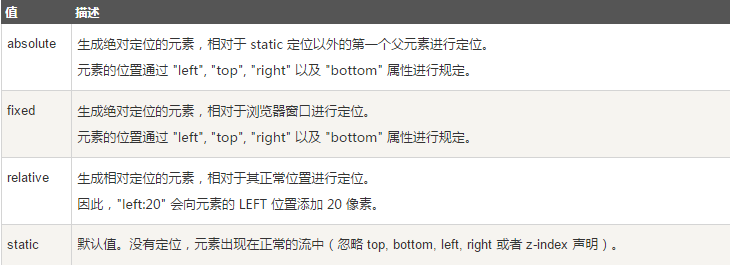 值 描述
absolute 生成绝对定位的元素，相对于 static 定位以外的第一个父元素进行定位。
元素的位置通过 "left", "top", "right" 以及 "bottom" 属性进行规定。
fixed 生成绝对定位的元素，相对于浏览器窗口进行定位。
元素的位置通过 "left", "top", "right" 以及 "bottom" 属性进行规定。
relative 生成相对定位的元素，相对于其正常位置进行定位。
因此，"left:20" 会向元素的 LEFT 位置添加 20 像素。
static 默认值。没有定位，元素出现在正常的流中（忽略 top, bottom, left, right 或者 z-index 声明）。